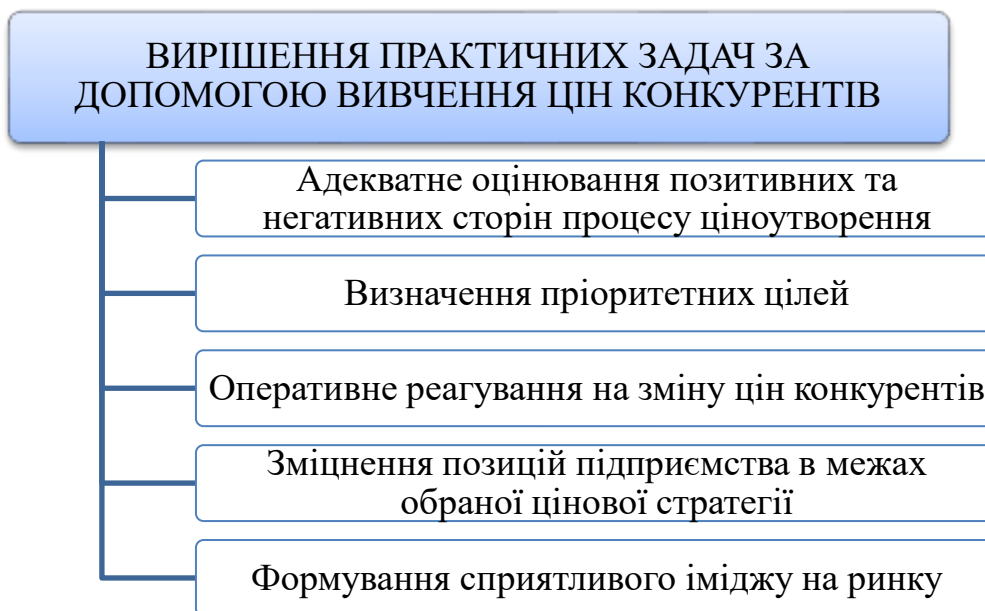 ВИРІШЕННЯ ПРАКТИЧНИХ ЗАДАЧ ЗА
ДОПОМОГОЮ ВИВЧЕННЯ ЦІН КОНКУРЕНТІВ
Адекватне оцінювання позитивних та
негативних сторін процесу ціноутворення
Визначення пріоритетних цілей
Оперативне реагування на зміну цін конкурентів
Зміцнення позицій підприємства в межах
обраної цінової стратегії
Формування сприятливого іміджу на ринку